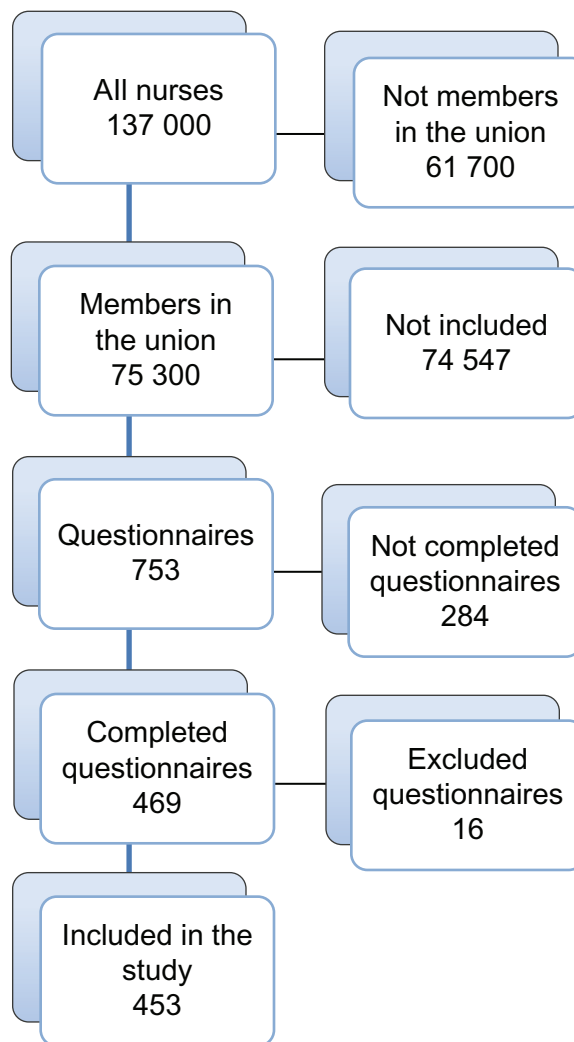 All nurses
137 000
Not members
in the union
61 700
Members in
the union
75 300
Not included
74 547
Questionnaires
753
Not completed
questionnaires
284
Completed
questionnaires
469
Excluded
questionnaires
16
Included in the
study
453